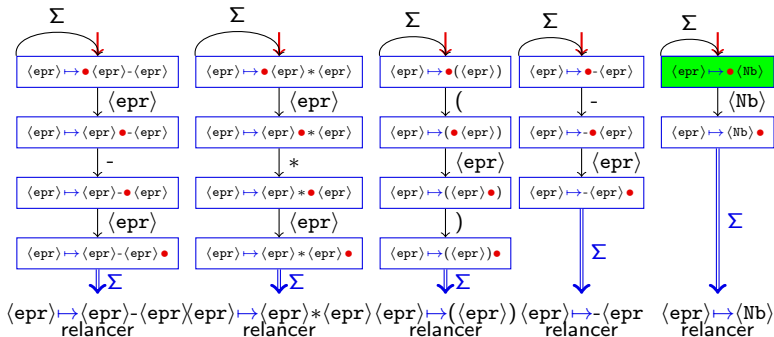 Σ Σ Σ Σ Σ
⟨epr⟩↦●⟨epr⟩-⟨epr⟩ ⟨epr⟩↦●⟨epr⟩*⟨epr⟩ ⟨epr⟩↦●(⟨epr⟩) ⟨epr⟩↦●-⟨epr⟩ ⟨epr⟩↦●⟨Nb⟩
⟨epr⟩ ⟨epr⟩ ( - ⟨Nb⟩
⟨epr⟩↦⟨epr⟩●-⟨epr⟩ ⟨epr⟩↦⟨epr⟩●*⟨epr⟩ ⟨epr⟩↦(●⟨epr⟩) ⟨epr⟩↦-●⟨epr⟩ ⟨epr⟩↦⟨Nb⟩●
- * ⟨epr⟩ ⟨epr⟩
⟨epr⟩↦⟨epr⟩-●⟨epr⟩ ⟨epr⟩↦⟨epr⟩*●⟨epr⟩ ⟨epr⟩↦(⟨epr⟩●) ⟨epr⟩↦-⟨epr⟩●
⟨epr⟩ ⟨epr⟩ ) Σ Σ
⟨epr⟩↦⟨epr⟩-⟨epr⟩● ⟨epr⟩↦⟨epr⟩*⟨epr⟩● ⟨epr⟩↦(⟨epr⟩)●
Σ Σ Σ
⟨epr⟩↦⟨epr⟩-⟨epr⟩ ⟨epr⟩↦⟨epr⟩*⟨epr⟩ ⟨epr⟩↦(⟨epr⟩) ⟨epr⟩↦-⟨epr ⟨epr⟩↦⟨Nb⟩
relancer relancer relancer relancer relancer